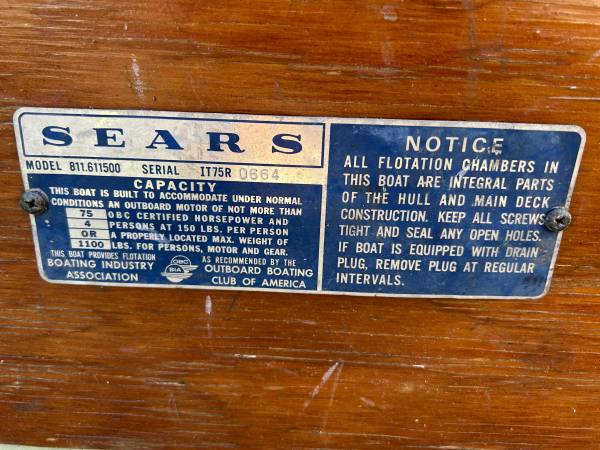 SEARS
MODEL 811.611500 SERIAL IT75R 0664
CAPACITY
THIS BOAT IS BUILT TO ACCOMMODATE UNDER NORMAL
CONDITIONS AN OUTBOARD MOTOR OF NOT MORE THAN
75 OBC CERTIFIED HORSEPOWER AND
4 PERSONS AT 150 LBS. PER PERSON
OR A PROPERLY LOCATED MAX. WEIGHT OF
1100 LBS. FOR PERSONS, MOTOR AND GEAR.
THIS BOAT PROVIDES FLOTATION AS RECOMMENDED BY THE
BOATING INDUSTRY ASSOCIATION
OBC
BIA
OUTBOARD BOATING CLUB OF AMERICA
NOTICE
ALL FLOTATION CHAMBERS IN
THIS BOAT ARE INTEGRAL PARTS
OF THE HULL AND MAIN DECK
CONSTRUCTION. KEEP ALL SCREWS
TIGHT AND SEAL ANY OPEN HOLES.
IF BOAT IS EQUIPPED WITH DRAIN
PLUG, REMOVE PLUG AT REGULAR
INTERVALS.